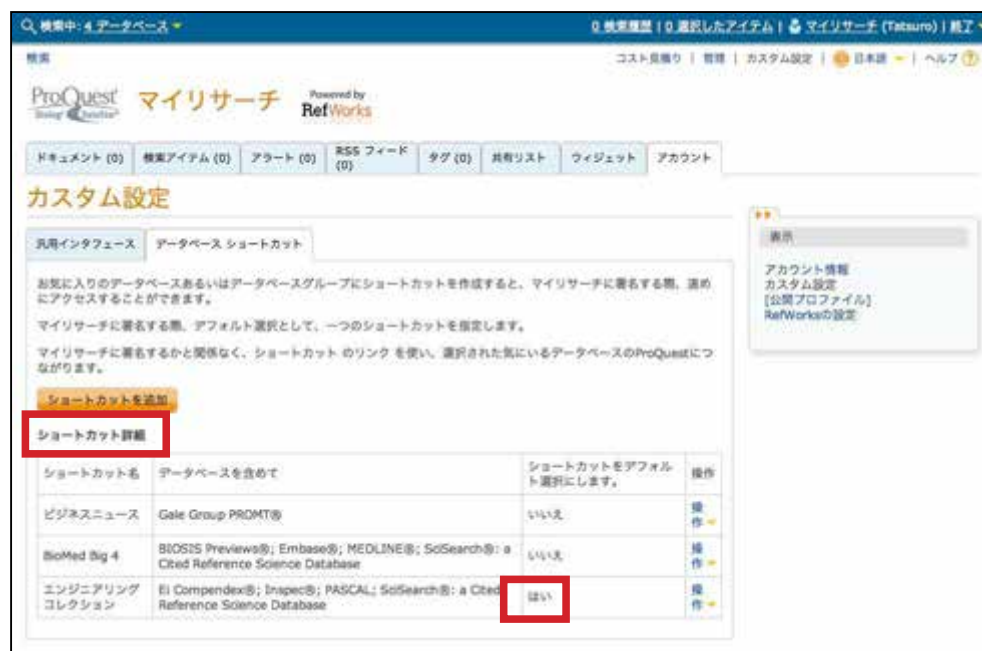 検索中: 4 データベース
0 検索履歴 | 0 選択したアイテム | マイリサーチ (Tatsuro) | 終了
検索
コスト見積り | 管理 | カスタム設定 | 日本語 | ヘルプ ?
ProQuest
マイリサーチ
Powered by
RefWorks
ドキュメント (0)
検索アイテム (0)
アラート (0)
RSS フィード
(0)
タグ (0)
共有リスト
ウィジェット
アカウント
カスタム設定
汎用インタフェース
データベース ショートカット
お気に入りのデータベースあるいはデータベースグループにショートカットを作成すると、マイリサーチに署名する際、速め
にアクセスすることができます。
マイリサーチに署名する際、デフォルト選択として、一つのショートカットを指定します。
マイリサーチに署名するかと関係なく、ショートカット のリンク を使い、選択された気にいるデータベースのProQuestにつ
ながります。
ショートカットを追加
ショートカット詳細
ショートカット名
データベースを含めて
ショートカットをデフォル
ト選択にします。
操作
ビジネスニュース
Gale Group PROMT®
いいえ
操
作
BioMed Big 4
BIOSIS Previews®; Embase®; MEDLINE®; SciSearch®: a
Cited Reference Science Database
いいえ
操
作
エンジニアリング
コレクション
Ei Compendex®; Inspec®; PASCAL; SciSearch®: a Cited
Reference Science Database
はい
操
作
表示
アカウント情報
カスタム設定
[公開プロファイル]
RefWorksの設定